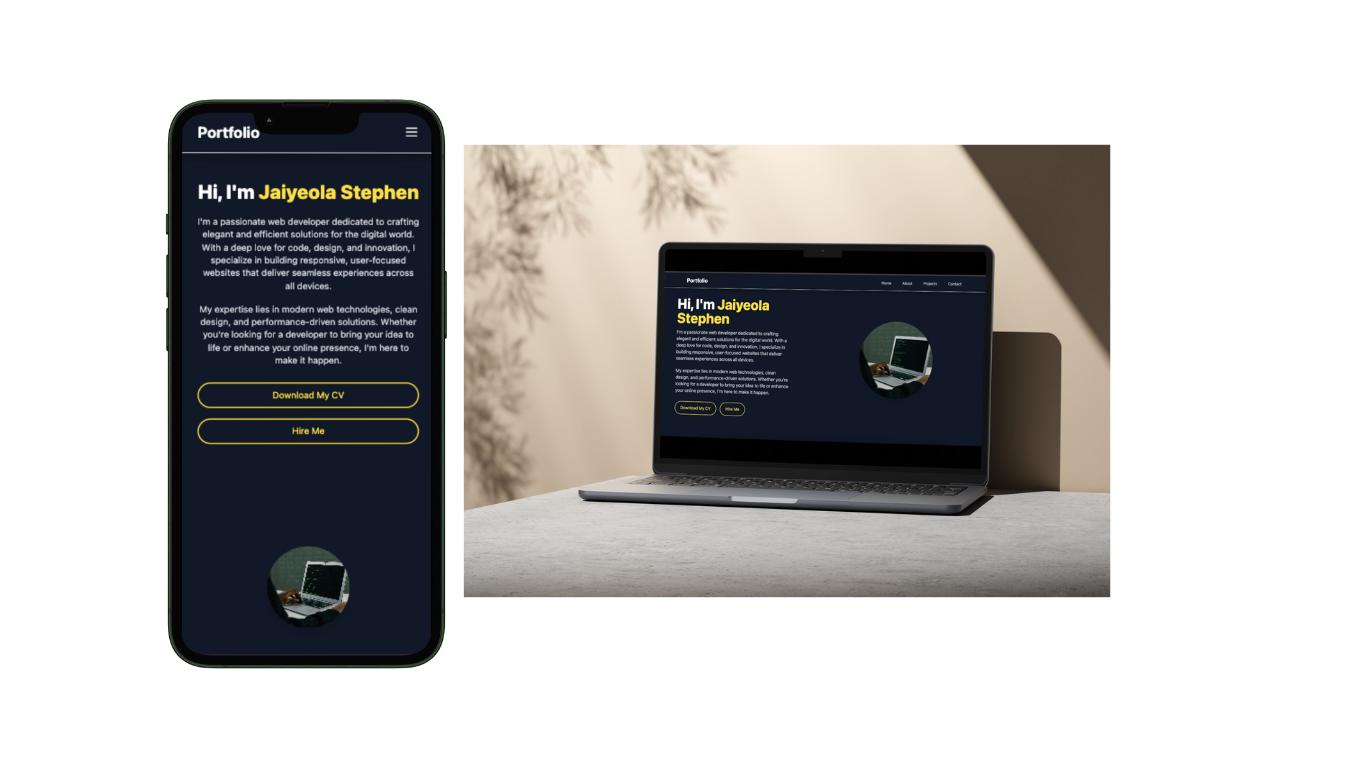 Portfolio
Hi, I'm Jaiyeola Stephen
I'm a passionate web developer dedicated to crafting
elegant and efficient solutions for the digital world.
With a deep love for code, design, and innovation, I
specialize in building responsive, user-focused
websites that deliver seamless experiences across
all devices.
My expertise lies in modern web technologies, clean
design, and performance-driven solutions. Whether
you're looking for a developer to bring your idea to
life or enhance your online presence, I'm here to
make it happen.
Download My CV
Hire Me
Portfolio
Home About Projects Contact
Hi, I'm Jaiyeola
Stephen
I'm a passionate web developer dedicated to crafting
elegant and efficient solutions for the digital world. With a
deep love for code, design, and innovation, I specialize in
building responsive, user-focused websites that deliver
seamless experiences across all devices.
My expertise lies in modern web technologies, clean
design, and performance-driven solutions. Whether you're
looking for a developer to bring your idea to life or enhance
your online presence, I'm here to make it happen.
Download My CV Hire Me